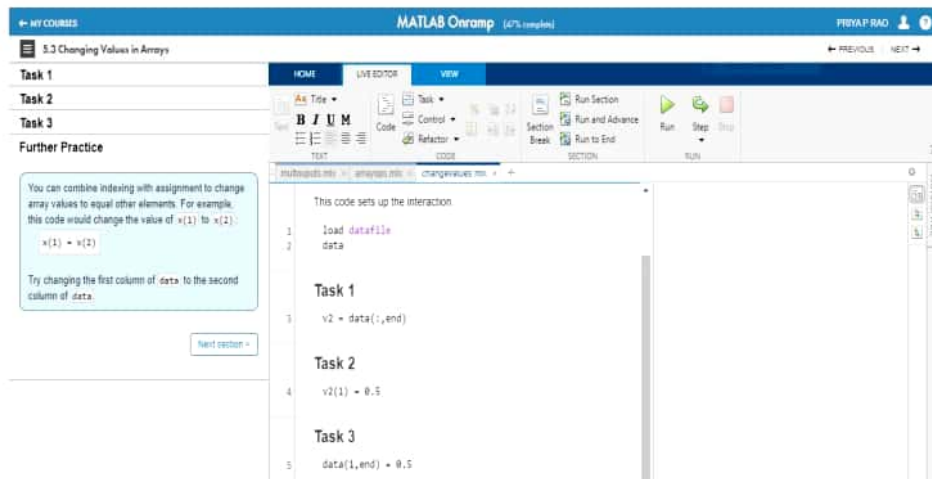 ← MY COURSES
MATLAB Onramp (47% complete)
PRIYA P RAO
5.3 Changing Values in Arrays
← PREVIOUS
NEXT →
Task 1
Task 2
Task 3
Further Practice
You can combine indexing with assignment to change
array values to equal other elements. For example,
this code would change the value of x(1) to x(2):
x(1) = x(2)
Try changing the first column of data to the second
column of data.
Next section
HOME
LIVE EDITOR
VIEW
Text
Aa Title
B I U M
TEXT
Code
Task
Control
Refactor
CODE
Section
Break
Run Section
Run and Advance
Run to End
SECTION
Run
Step
Stop
RUN
arrayops.mlx
changevalues.mlx
This code sets up the interaction
1 load datafile
2 data
Task 1
3 v2 = data(:,end)
Task 2
4 v2(1) = 0.5
Task 3
5 data(1,end) = 0.5